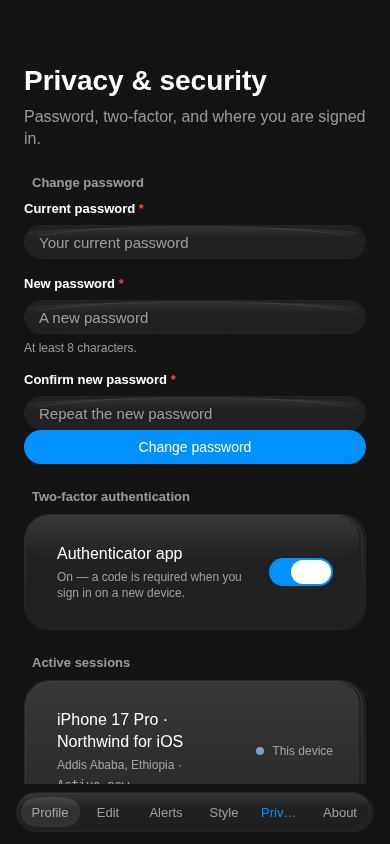 Privacy & security
Password, two-factor, and where you are signed
in.
Change password
Current password *
Your current password
New password *
A new password
At least 8 characters.
Confirm new password *
Repeat the new password
Change password
Two-factor authentication
Authenticator app
On — a code is required when you
sign in on a new device.
Active sessions
iPhone 17 Pro ·
Northwind for iOS
Addis Ababa, Ethiopia ·
This device
Active now
Profile Edit Alerts Style Priv… About